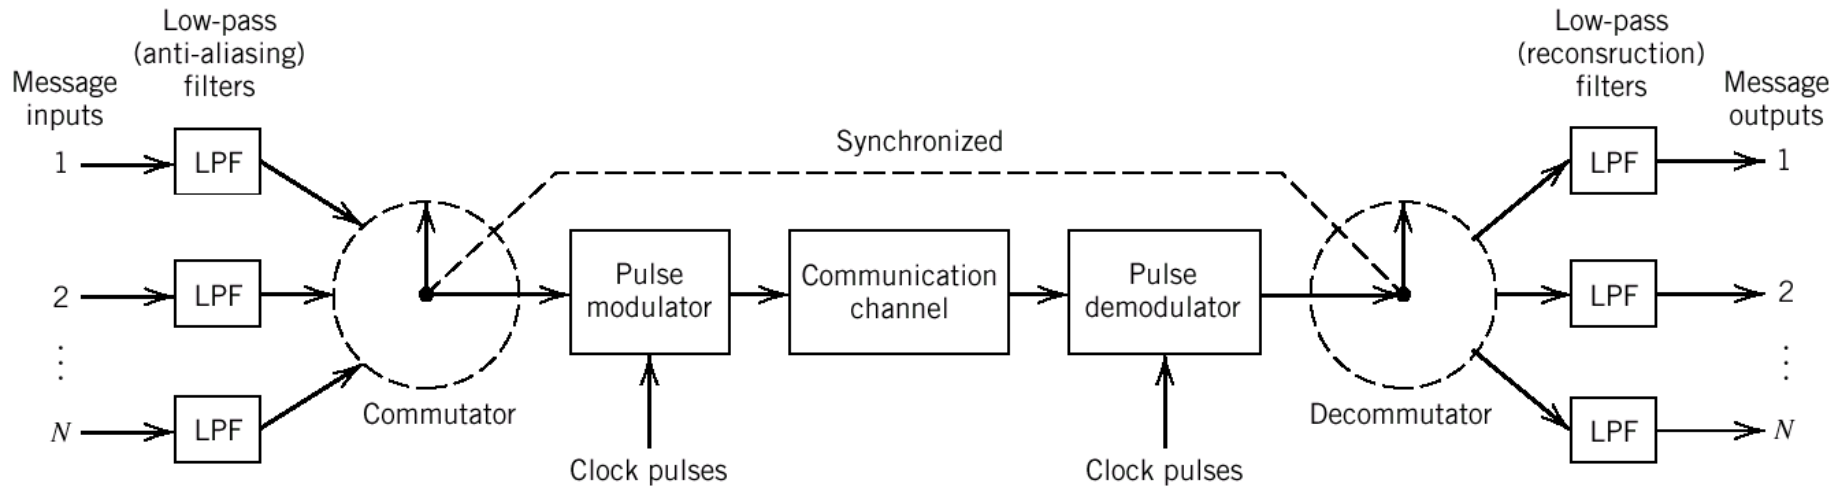 Low-pass
(anti-aliasing)
filters
Message
inputs
1
LPF
2
LPF
⋮
N
LPF
Commutator
Synchronized
Pulse
modulator
Clock pulses
Communication
channel
Pulse
demodulator
Clock pulses
Decommutator
Low-pass
(reconsruction)
filters
Message
outputs
LPF
1
LPF
2
⋮
LPF
N